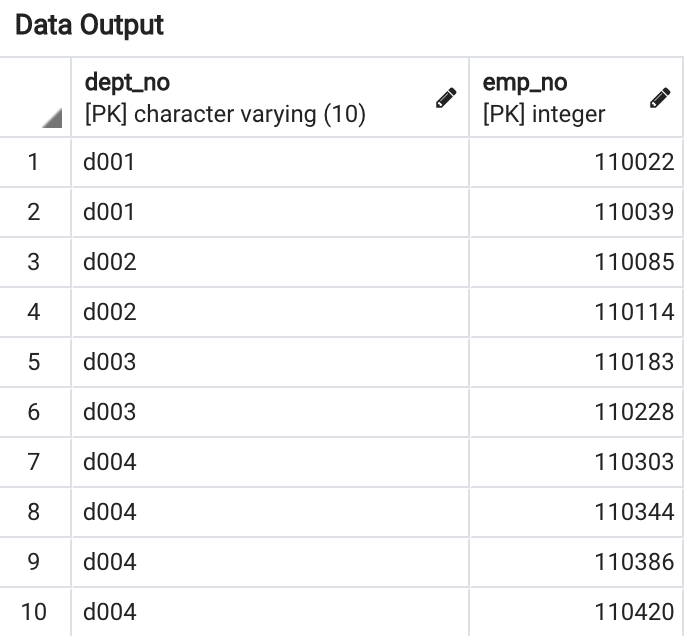 Data Output
dept_no emp_no
[PK] character varying (10) [PK] integer
1 d001 110022
2 d001 110039
3 d002 110085
4 d002 110114
5 d003 110183
6 d003 110228
7 d004 110303
8 d004 110344
9 d004 110386
10 d004 110420